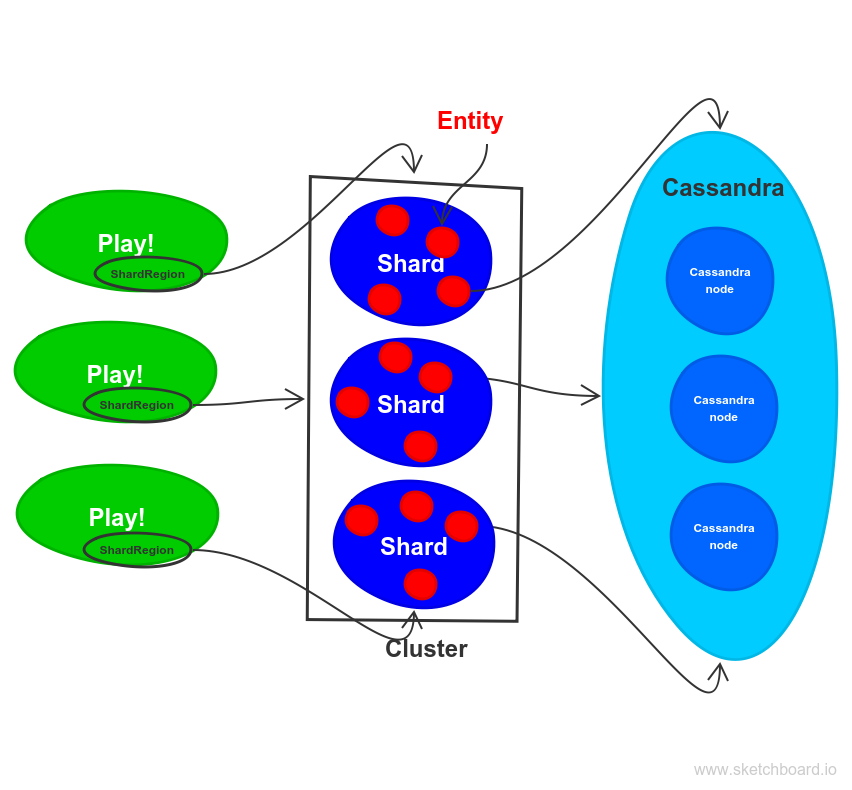 Entity
Cassandra
Play!
ShardRegion
Shard
Cassandra
node
Play!
ShardRegion
Shard
Cassandra
node
Play!
ShardRegion
Shard
Cassandra
node
Cluster
www.sketchboard.io